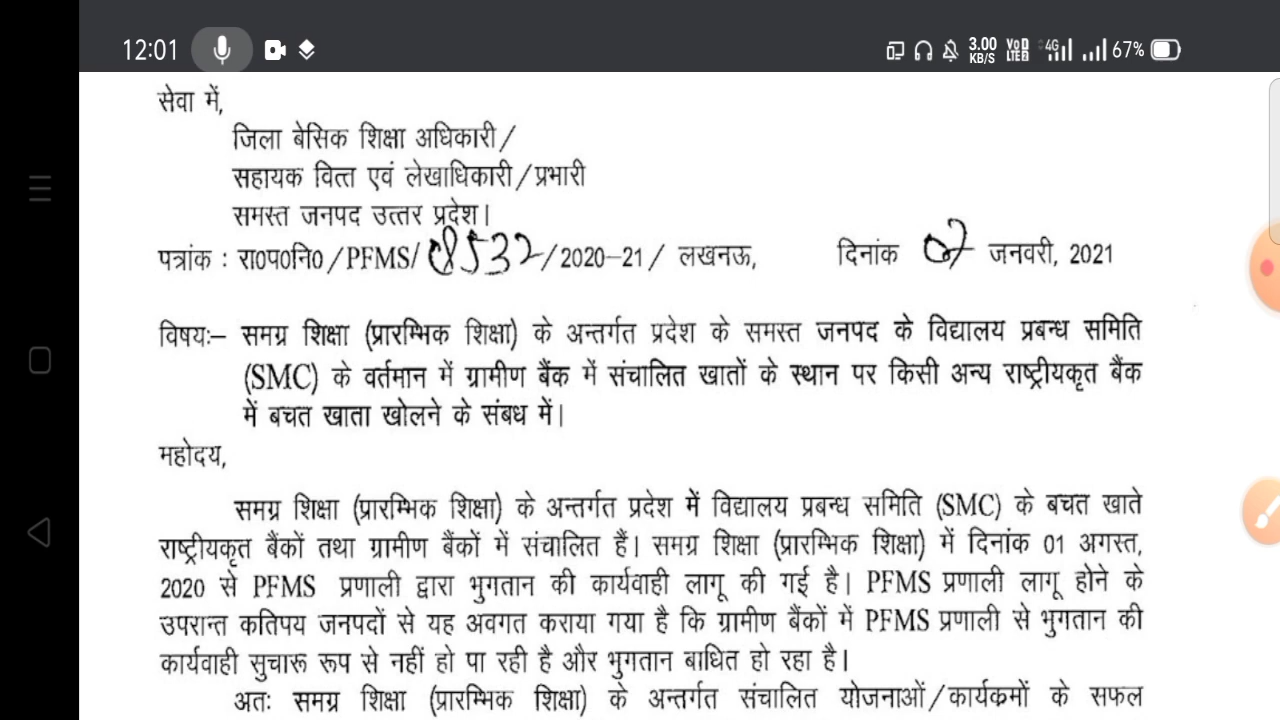 12:01 3.00 KB/S VoD LTE2 4G 67%
सेवा में,
जिला बेसिक शिक्षा अधिकारी/
सहायक वित्त एवं लेखाधिकारी/प्रभारी
समस्त जनपद उत्तर प्रदेश।
पत्रांक : रा0प0नि0/PFMS/8532/2020-21/ लखनऊ, दिनांक 07 जनवरी, 2021
विषयः– समग्र शिक्षा (प्रारम्भिक शिक्षा) के अन्तर्गत प्रदेश के समस्त जनपद के विद्यालय प्रबन्ध समिति
(SMC) के वर्तमान में ग्रामीण बैंक में संचालित खातों के स्थान पर किसी अन्य राष्ट्रीयकृत बैंक
में बचत खाता खोलने के संबध में।
महोदय,
समग्र शिक्षा (प्रारम्भिक शिक्षा) के अन्तर्गत प्रदेश में विद्यालय प्रबन्ध समिति (SMC) के बचत खाते
राष्ट्रीयकृत बैंकों तथा ग्रामीण बैंकों में संचालित हैं। समग्र शिक्षा (प्रारम्भिक शिक्षा) में दिनांक 01 अगस्त,
2020 से PFMS प्रणाली द्वारा भुगतान की कार्यवाही लागू की गई है। PFMS प्रणाली लागू होने के
उपरान्त कतिपय जनपदों से यह अवगत कराया गया है कि ग्रामीण बैंकों में PFMS प्रणाली से भुगतान की
कार्यवाही सुचारू रूप से नहीं हो पा रही है और भुगतान बाधित हो रहा है।
अतः समग्र शिक्षा (प्रारम्भिक शिक्षा) के अन्तर्गत संचालित योजनाओं/कार्यकमों के सफल